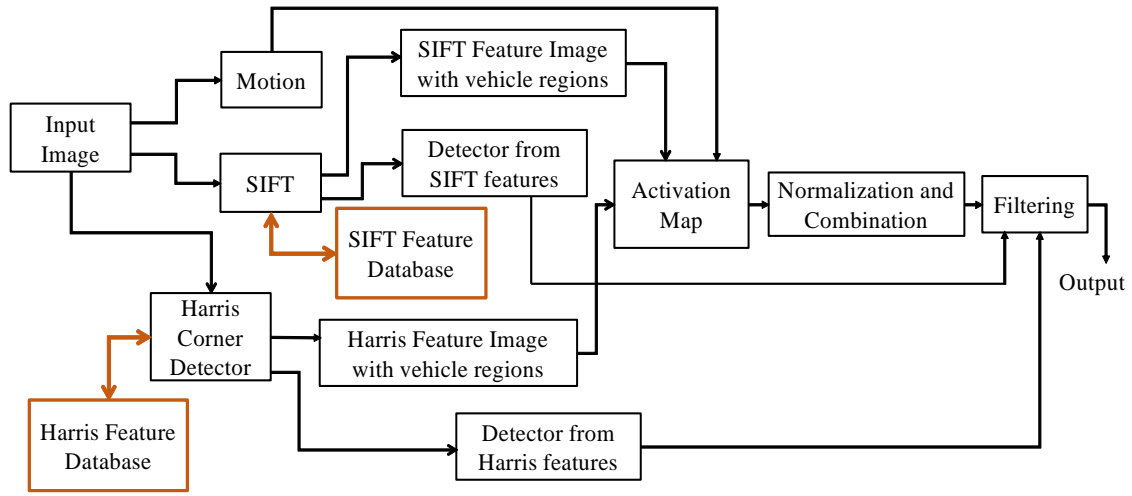 SIFT Feature Image
with vehicle regions
Motion
Input
Image
Detector from
SIFT features
SIFT
Activation
Map
Normalization and
Combination
Filtering
SIFT Feature
Database
Output
Harris
Corner
Detector
Harris Feature Image
with vehicle regions
Harris Feature
Database
Detector from
Harris features